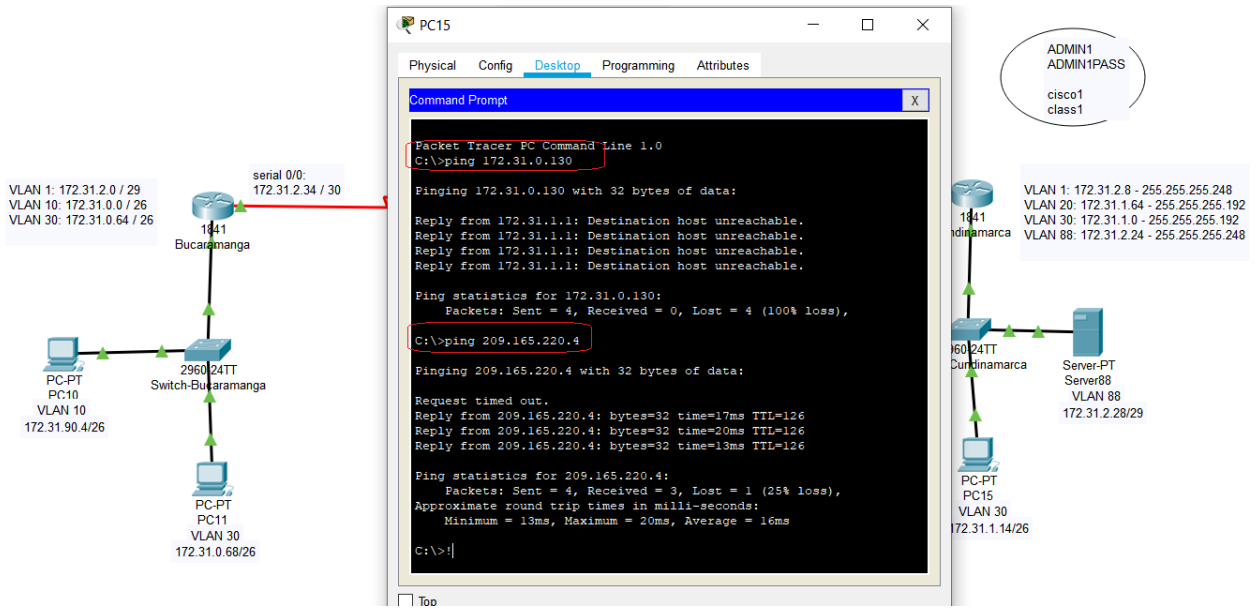 PC15
Physical Config Desktop Programming Attributes
Command Prompt
X
Packet Tracer PC Command Line 1.0
C:\>ping 172.31.0.130
Pinging 172.31.0.130 with 32 bytes of data:
Reply from 172.31.1.1: Destination host unreachable.
Reply from 172.31.1.1: Destination host unreachable.
Reply from 172.31.1.1: Destination host unreachable.
Reply from 172.31.1.1: Destination host unreachable.
Ping statistics for 172.31.0.130:
Packets: Sent = 4, Received = 0, Lost = 4 (100% loss),
C:\>ping 209.165.220.4
Pinging 209.165.220.4 with 32 bytes of data:
Request timed out.
Reply from 209.165.220.4: bytes=32 time=17ms TTL=126
Reply from 209.165.220.4: bytes=32 time=20ms TTL=126
Reply from 209.165.220.4: bytes=32 time=13ms TTL=126
Ping statistics for 209.165.220.4:
Packets: Sent = 4, Received = 3, Lost = 1 (25% loss),
Approximate round trip times in milli-seconds:
Minimum = 13ms, Maximum = 20ms, Average = 16ms
C:\>!
Top
VLAN 1: 172.31.2.0 / 29
VLAN 10: 172.31.0.0 / 26
VLAN 30: 172.31.0.64 / 26
serial 0/0:
172.31.2.34 / 30
1841
Bucaramanga
2960-24TT
Switch-Bucaramanga
PC-PT
PC10
VLAN 10
172.31.90.4/26
PC-PT
PC11
VLAN 30
172.31.0.68/26
ADMIN1
ADMIN1PASS
cisco1
class1
1841
ndinamarca
VLAN 1: 172.31.2.8 - 255.255.255.248
VLAN 20: 172.31.1.64 - 255.255.255.192
VLAN 30: 172.31.1.0 - 255.255.255.192
VLAN 88: 172.31.2.24 - 255.255.255.248
960-24TT
Cundinamarca
Server-PT
Server88
VLAN 88
172.31.2.28/29
PC-PT
PC15
VLAN 30
172.31.1.14/26